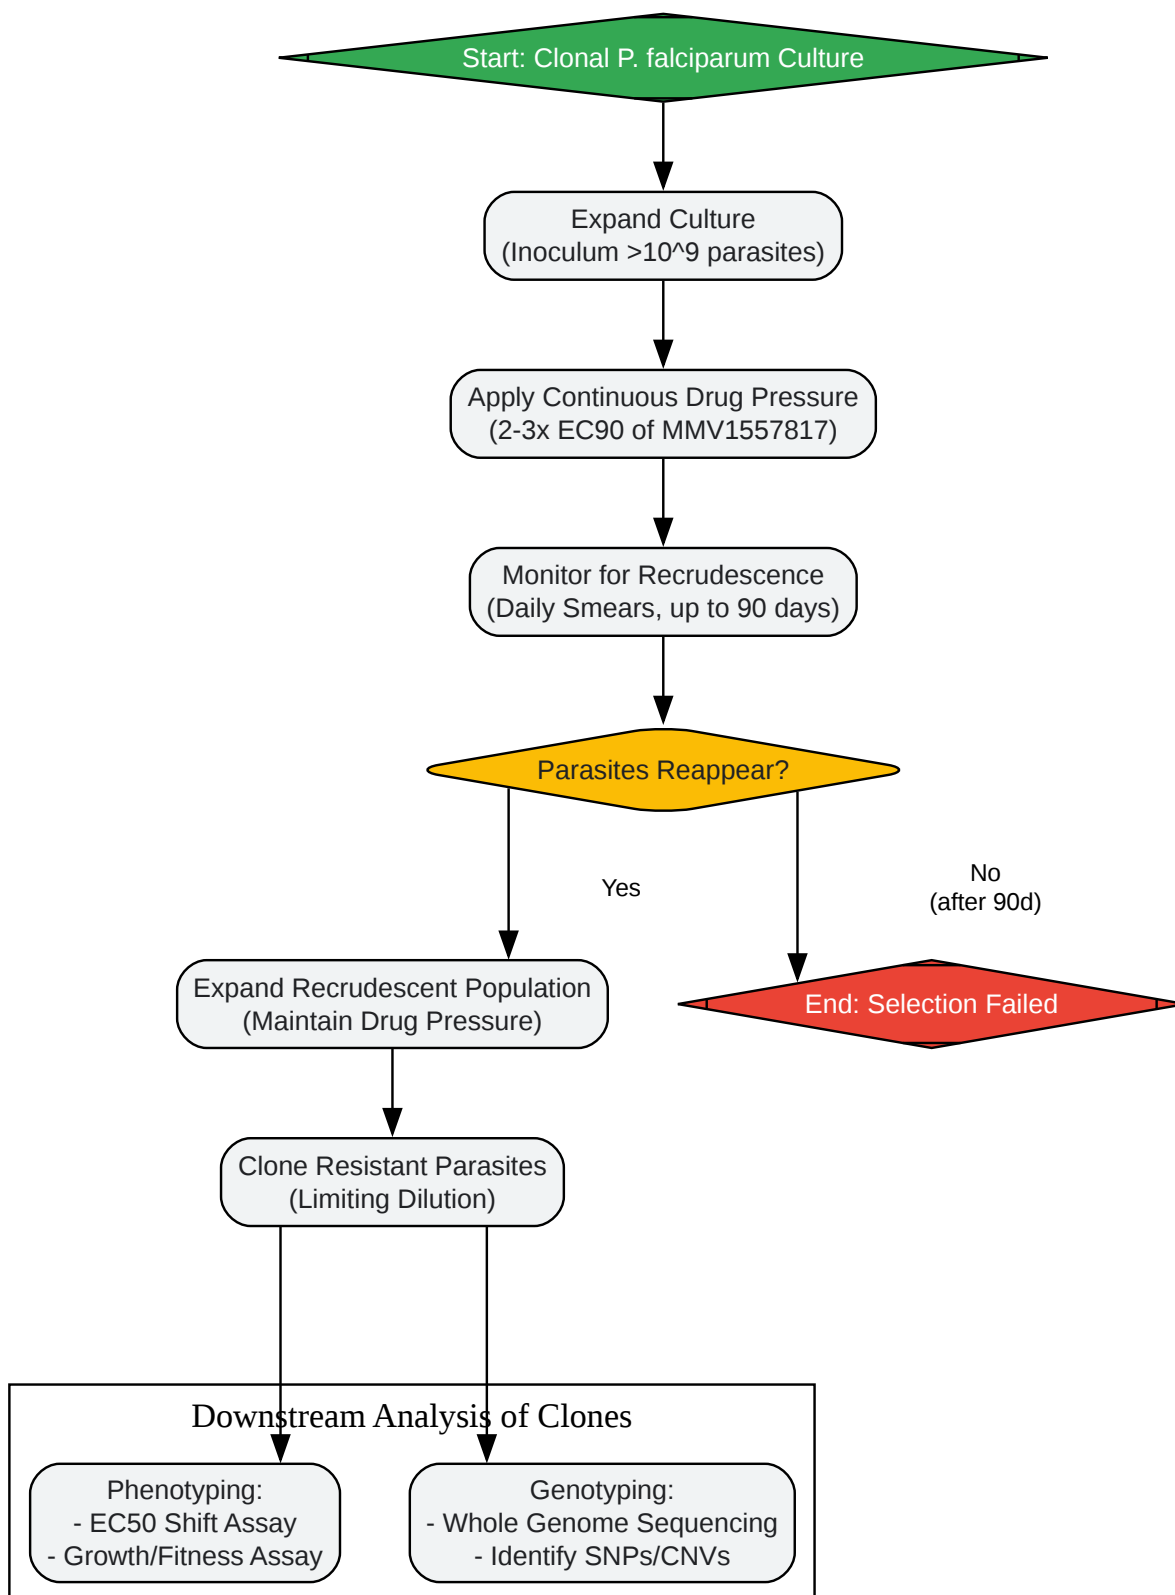 Start: Clonal P. falciparum Culture
Expand Culture
(Inoculum >10^9 parasites)
Apply Continuous Drug Pressure
(2-3x EC90 of MMV1557817)
Monitor for Recrudescence
(Daily Smears, up to 90 days)
Parasites Reappear?
Yes
No
(after 90d)
Expand Recrudescent Population
(Maintain Drug Pressure)
End: Selection Failed
Clone Resistant Parasites
(Limiting Dilution)
Downstream Analysis of Clones
Phenotyping:
- EC50 Shift Assay
- Growth/Fitness Assay
Genotyping:
- Whole Genome Sequencing
- Identify SNPs/CNVs